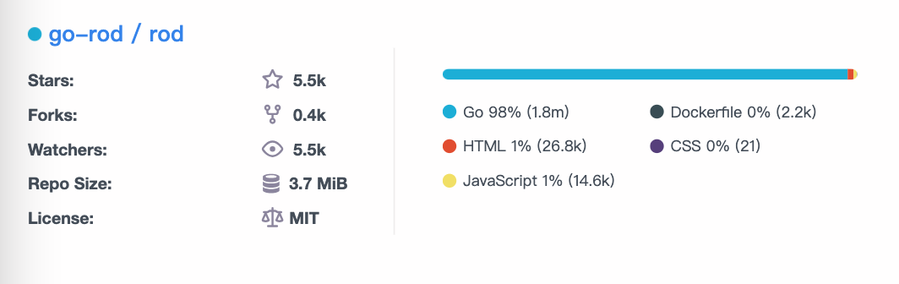 go-rod / rod
Stars: 5.5k
Forks: 0.4k
Watchers: 5.5k
Repo Size: 3.7 MiB
License: MIT
Go 98% (1.8m)
Dockerfile 0% (2.2k)
HTML 1% (26.8k)
CSS 0% (21)
JavaScript 1% (14.6k)